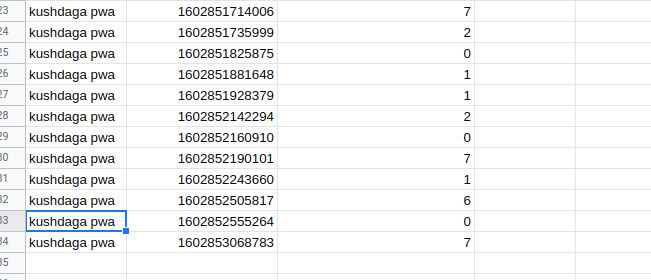 23 kushdaga pwa 1602851714006 7
24 kushdaga pwa 1602851735999 2
25 kushdaga pwa 1602851825875 0
26 kushdaga pwa 1602851881648 1
27 kushdaga pwa 1602851928379 1
28 kushdaga pwa 1602852142294 2
29 kushdaga pwa 1602852160910 0
30 kushdaga pwa 1602852190101 7
31 kushdaga pwa 1602852243660 1
32 kushdaga pwa 1602852505817 6
33 kushdaga pwa 1602852555264 0
34 kushdaga pwa 1602853068783 7
35